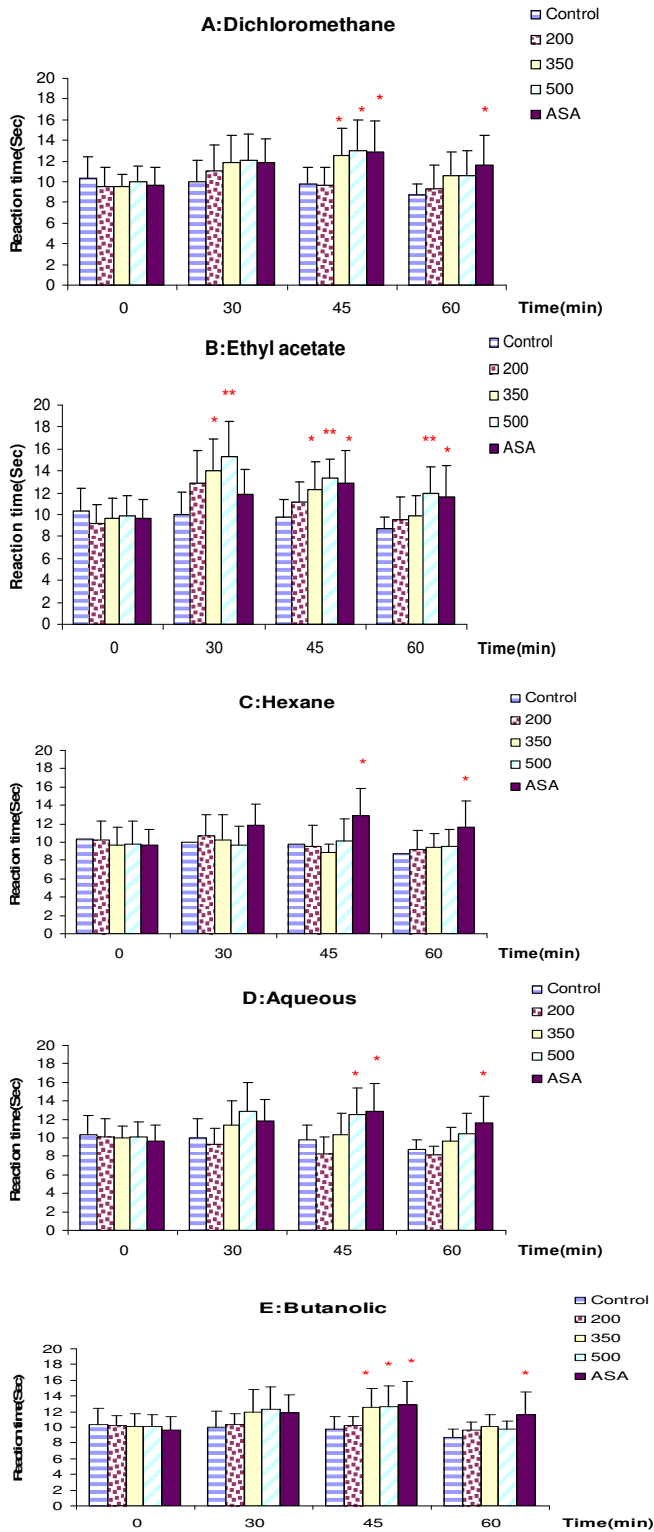 A:Dichloromethane
Control
200
350
500
ASA
Reaction time(Sec)
20
18
16
14
12
10
8
6
4
2
0
* * * *
0 30 45 60 Time(min)
B:Ethyl acetate
Control
200
350
500
ASA
Reaction time(Sec)
20
18
16
14
12
10
8
6
4
2
0
* ** * ** * ** *
0 30 45 60 Time(min)
C:Hexane
Control
200
350
500
ASA
Reaction time(Sec)
20
18
16
14
12
10
8
6
4
2
0
* *
0 30 45 60 Time(min)
D:Aqueous
Control
200
350
500
ASA
Reaction time(Sec)
20
18
16
14
12
10
8
6
4
2
0
* * *
0 30 45 60 Time(min)
E:Butanolic
Control
200
350
500
ASA
Reaction time(Sec)
20
18
16
14
12
10
8
6
4
2
0
* * * *
0 30 45 60 Time(min)